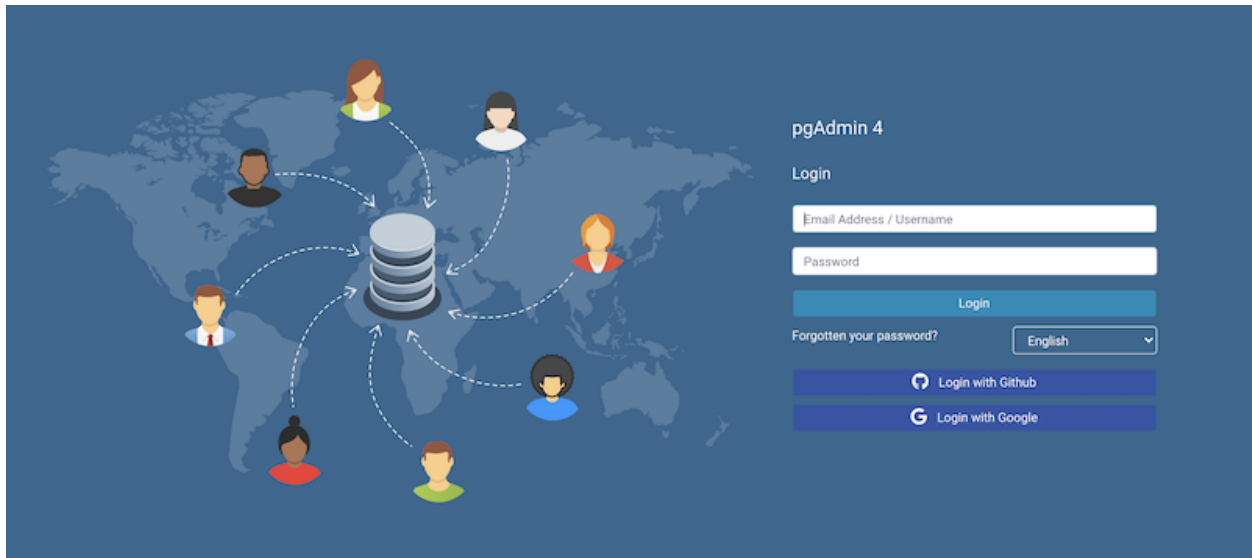 pgAdmin 4
Login
Email Address / Username
Password
Login
Forgotten your password?
English
Login with Github
Login with Google